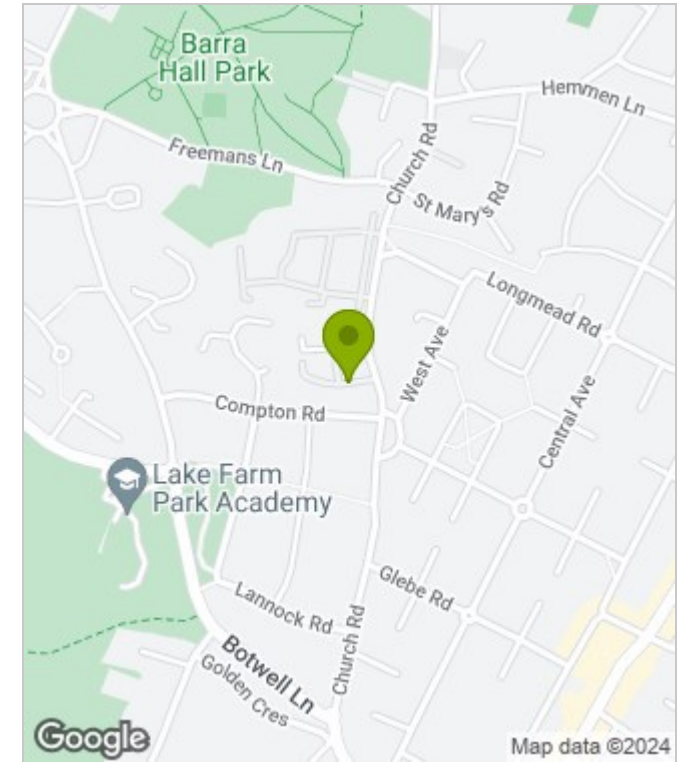 Barra
Hall Park
Hemmen Ln
Freemans Ln
Church Rd
St Mary's Rd
Longmead Rd
West Ave
Compton Rd
Central Ave
Lake Farm
Park Academy
Glebe Rd
Lannock Rd
Church Rd
Botwell Ln
Golden Cres
Google
Map data ©2024